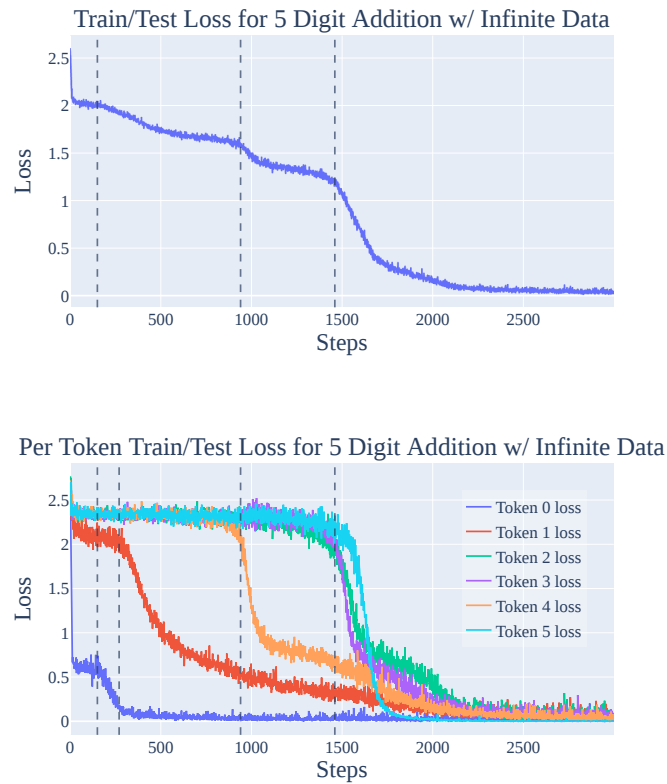 Train/Test Loss for 5 Digit Addition w/ Infinite Data
2.5
2
1.5
1
0.5
0
Loss
0
500
1000
1500
2000
2500
Steps
Per Token Train/Test Loss for 5 Digit Addition w/ Infinite Data
2.5
2
1.5
1
0.5
0
Loss
Token 0 loss
Token 1 loss
Token 2 loss
Token 3 loss
Token 4 loss
Token 5 loss
0
500
1000
1500
2000
2500
Steps